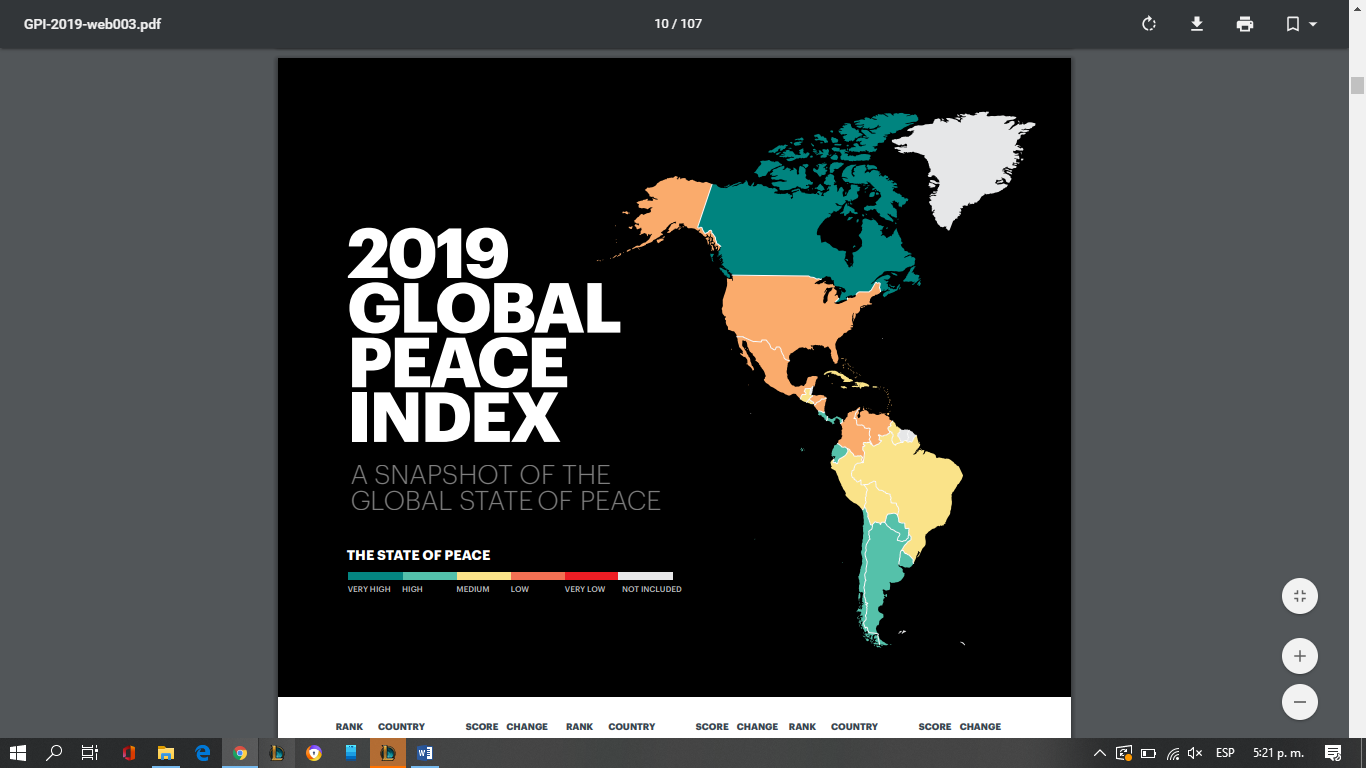 GPI-2019-web003.pdf
10 / 107
2019
GLOBAL
PEACE
INDEX
A SNAPSHOT OF THE
GLOBAL STATE OF PEACE
THE STATE OF PEACE
VERY HIGH HIGH MEDIUM LOW VERY LOW NOT INCLUDED
RANK COUNTRY SCORE CHANGE RANK COUNTRY SCORE CHANGE RANK COUNTRY SCORE CHANGE
ESP 5:21 p. m.